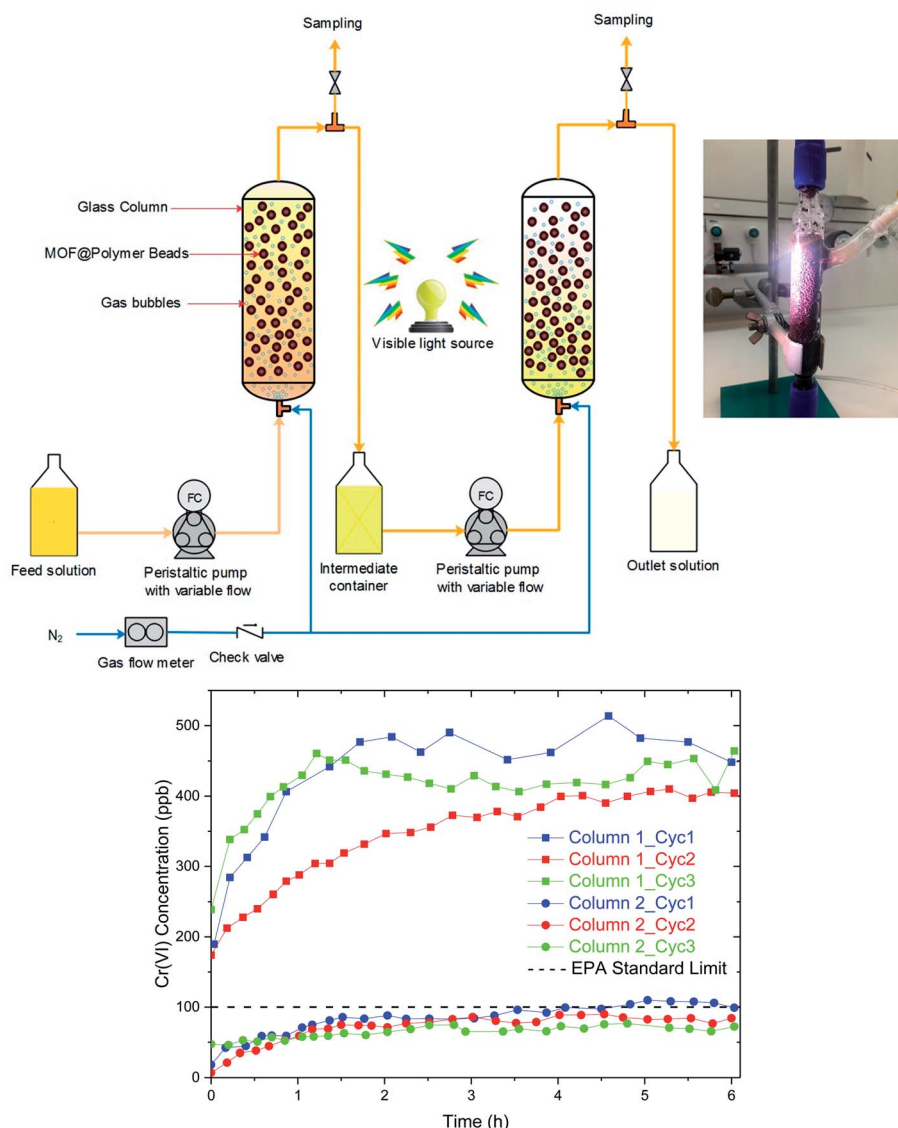 Sampling
Sampling
Glass Column
MOF@Polymer Beads
Gas bubbles
Visible light source
FC
FC
Feed solution
Peristaltic pump
with variable flow
Intermediate
container
Peristaltic pump
with variable flow
Outlet solution
N₂
Gas flow meter
Check valve
Cr(VI) Concentration (ppb)
500
400
300
200
100
0
Column 1_Cyc1
Column 1_Cyc2
Column 1_Cyc3
Column 2_Cyc1
Column 2_Cyc2
Column 2_Cyc3
EPA Standard Limit
0 1 2 3 4 5 6
Time (h)